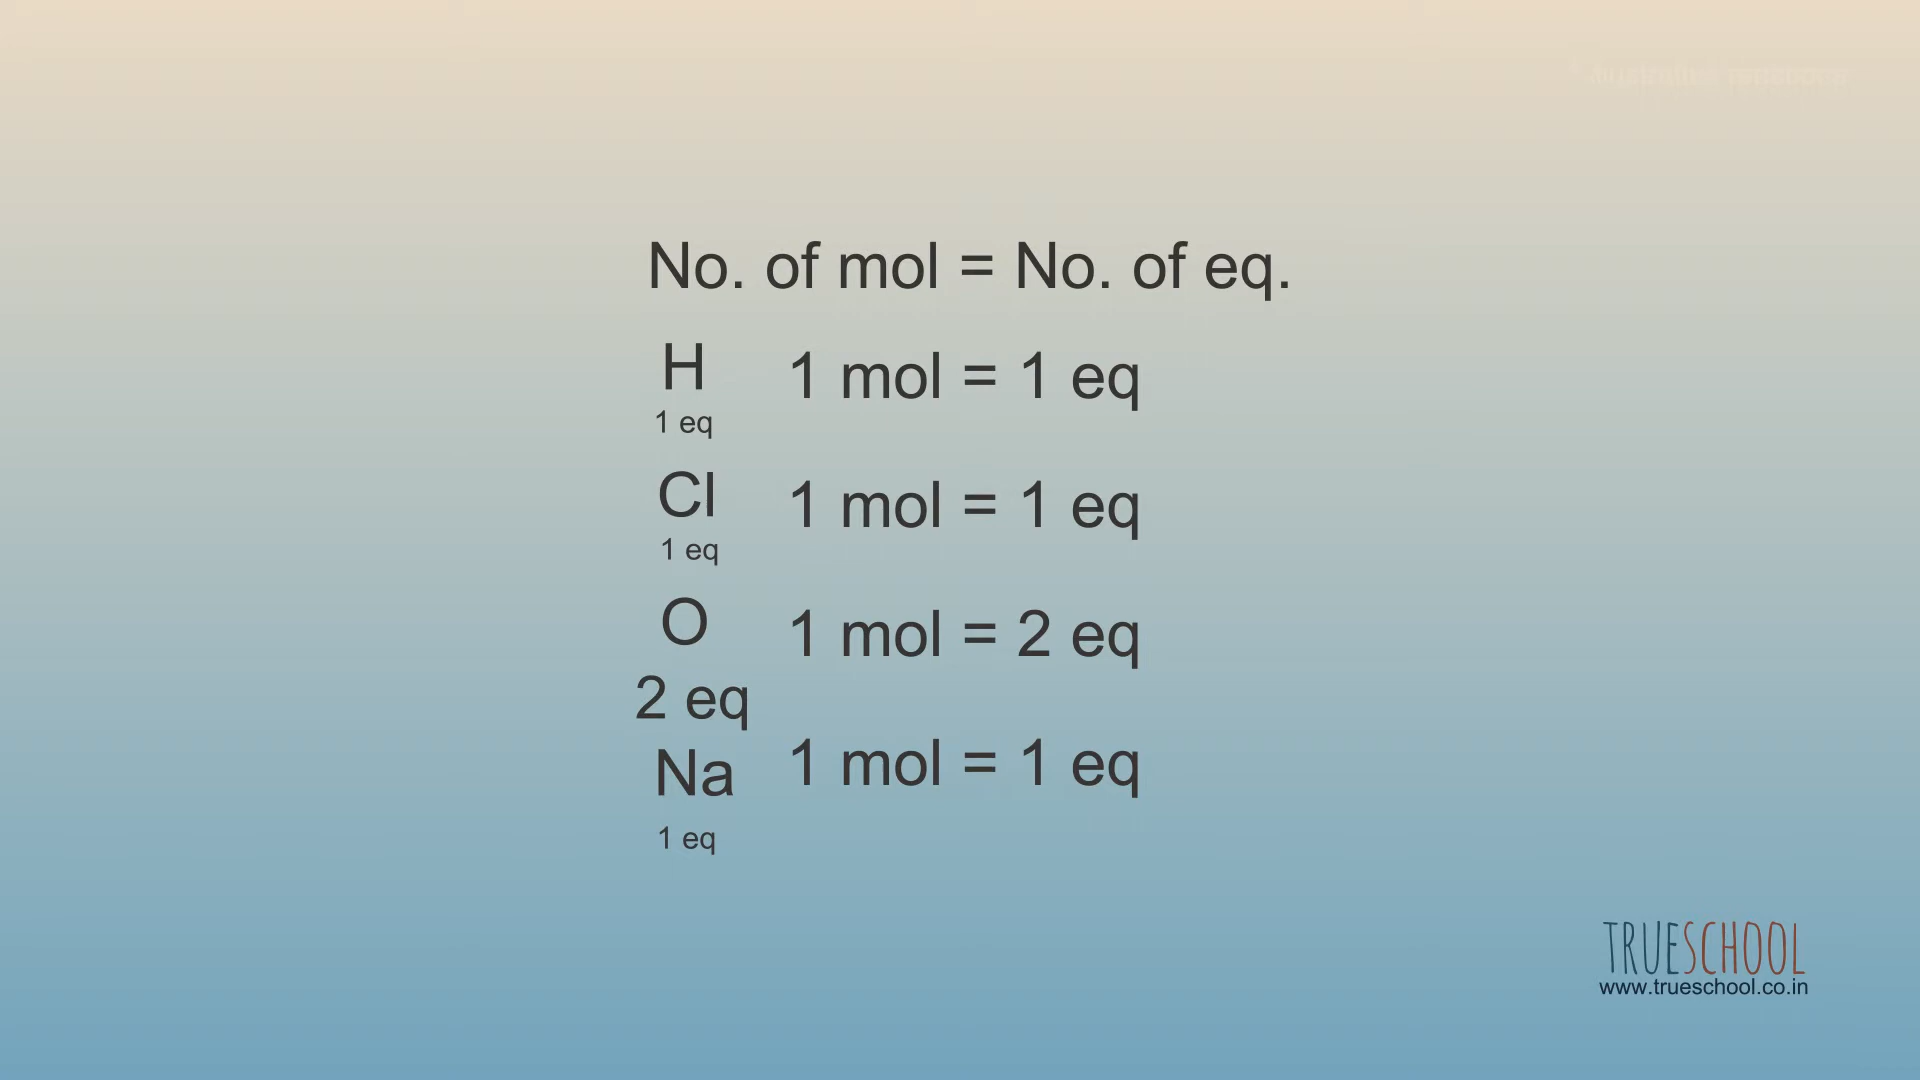 No. of mol = No. of eq.
H 1 mol = 1 eq
1 eq
Cl 1 mol = 1 eq
1 eq
O 1 mol = 2 eq
2 eq
Na 1 mol = 1 eq
1 eq
TRUESCHOOL
www.trueschool.co.in